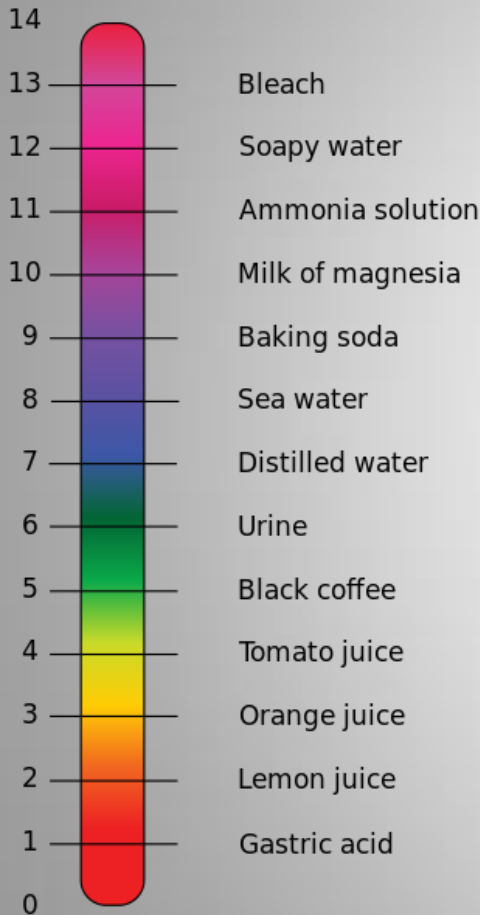 14
13 Bleach
12 Soapy water
11 Ammonia solution
10 Milk of magnesia
9 Baking soda
8 Sea water
7 Distilled water
6 Urine
5 Black coffee
4 Tomato juice
3 Orange juice
2 Lemon juice
1 Gastric acid
0